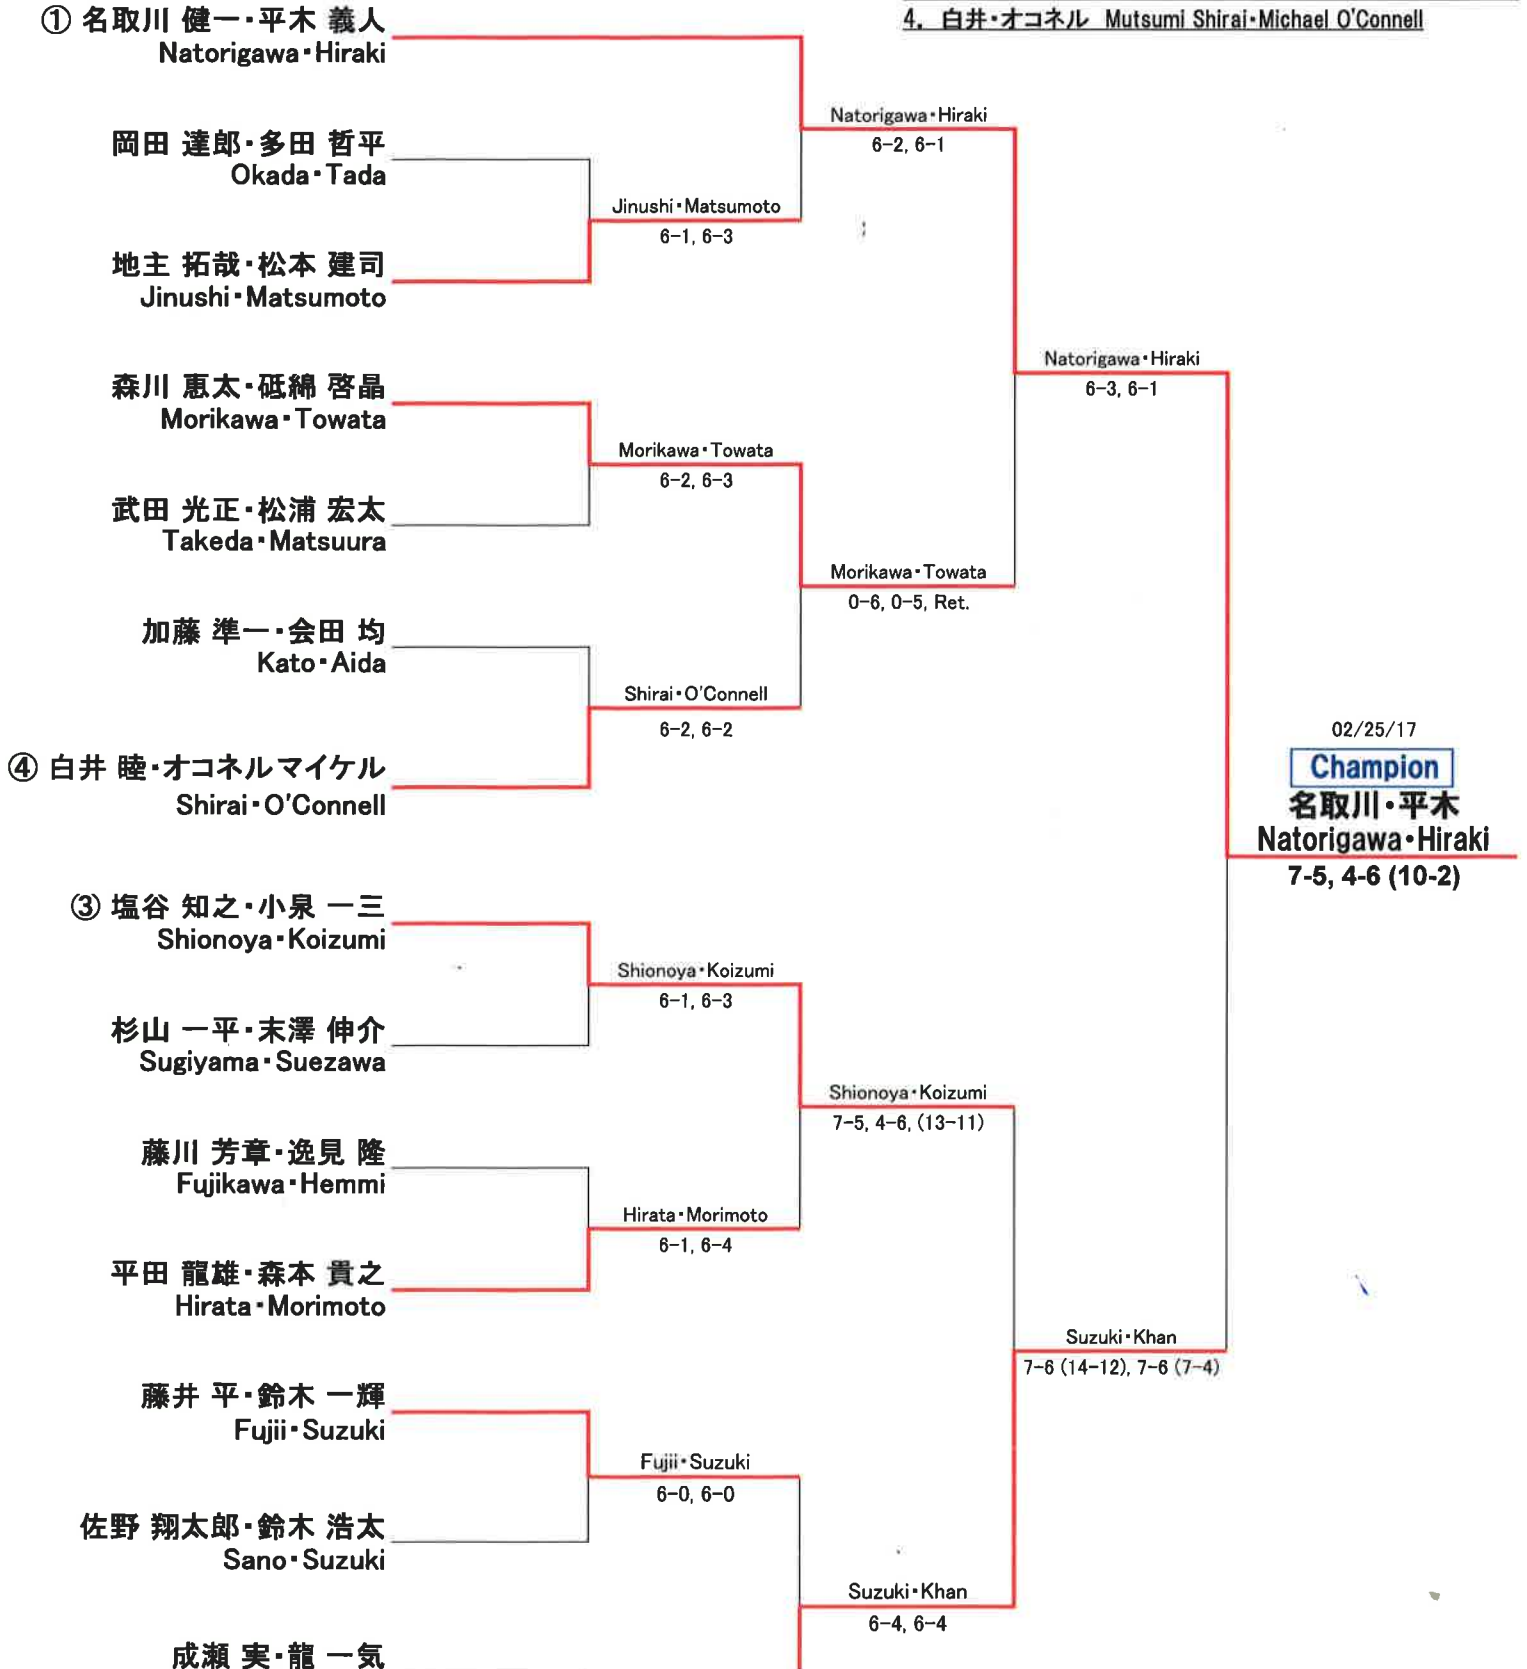 4. 白井・オコネル Mutsumi Shirai・Michael O'Connell
① 名取川 健一・平木 義人
Natorigawa・Hiraki
岡田 達郎・多田 哲平
Okada・Tada
地主 拓哉・松本 建司
Jinushi・Matsumoto
森川 恵太・砥綿 啓晶
Morikawa・Towata
武田 光正・松浦 宏太
Takeda・Matsuura
加藤 準一・会田 均
Kato・Aida
④ 白井 睦・オコネル マイケル
Shirai・O'Connell
③ 塩谷 知之・小泉 一三
Shionoya・Koizumi
杉山 一平・末澤 伸介
Sugiyama・Suezawa
藤川 芳章・逸見 隆
Fujikawa・Hemmi
平田 龍雄・森本 貴之
Hirata・Morimoto
藤井 平・鈴木 一輝
Fujii・Suzuki
佐野 翔太郎・鈴木 浩太
Sano・Suzuki
成瀬 実・龍 一気
Jinushi・Matsumoto
6-1, 6-3
Morikawa・Towata
6-2, 6-3
Shirai・O'Connell
6-2, 6-2
Shionoya・Koizumi
6-1, 6-3
Hirata・Morimoto
6-1, 6-4
Fujii・Suzuki
6-0, 6-0
Natorigawa・Hiraki
6-2, 6-1
Morikawa・Towata
0-6, 0-5, Ret.
Shionoya・Koizumi
7-5, 4-6, (13-11)
Suzuki・Khan
6-4, 6-4
Natorigawa・Hiraki
6-3, 6-1
Suzuki・Khan
7-6 (14-12), 7-6 (7-4)
02/25/17
Champion
名取川・平木
Natorigawa・Hiraki
7-5, 4-6 (10-2)